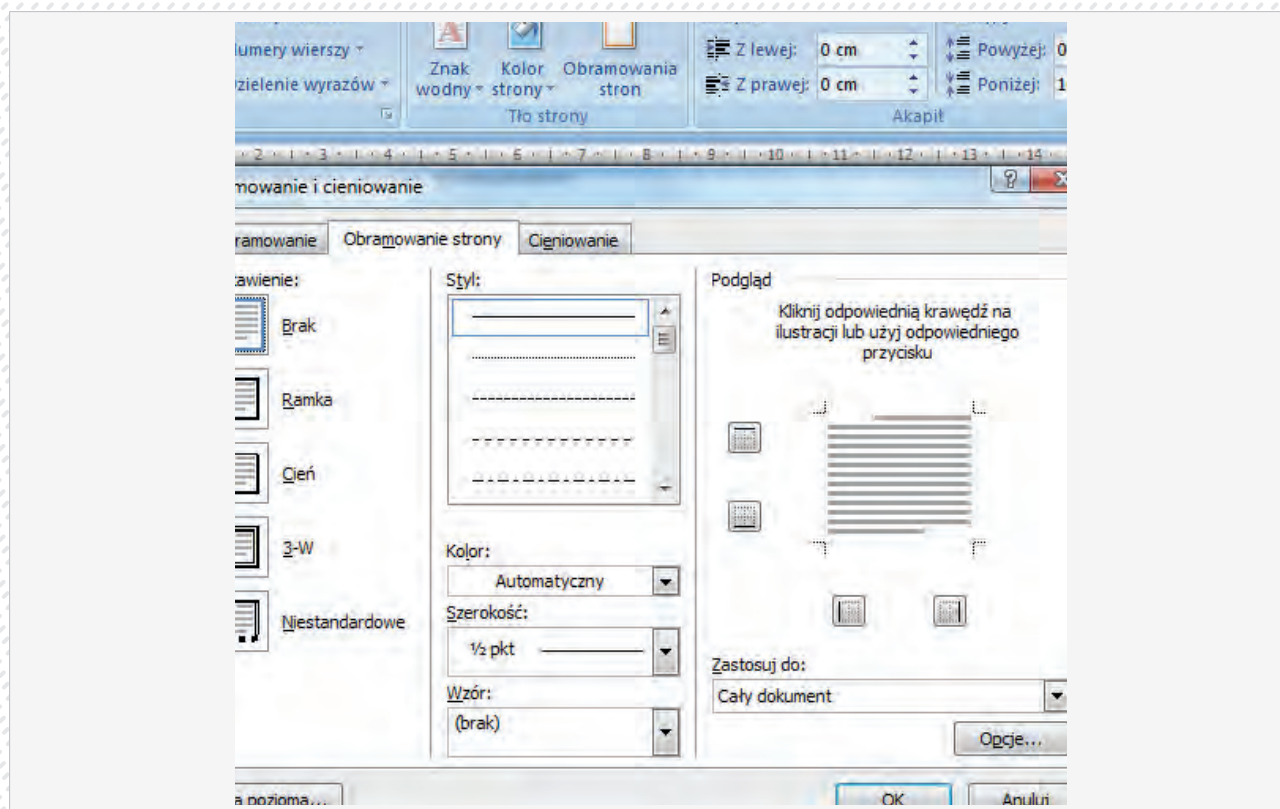 umery wierszy
Z lewej: 0 cm
Powyżej: 0
Znak wodny
Kolor strony
Obramowania stron
zielenie wyrazów
Z prawej: 0 cm
Poniżej: 1
Tło strony
Akapit
2 3 4 5 6 7 8 9 10 11 12 13 14
mowanie i cieniowanie
ramowanie Obramowanie strony Cieniowanie
awienie:
Brak
Ramka
Cień
3-W
Niestandardowe
Styl:
Kolor:
Automatyczny
Szerokość:
½ pkt
Wzór:
(brak)
Podgląd
Kliknij odpowiednią krawędź na
ilustracji lub użyj odpowiedniego
przycisku
Zastosuj do:
Cały dokument
Opcje...
a pozioma...
OK
Anuluj